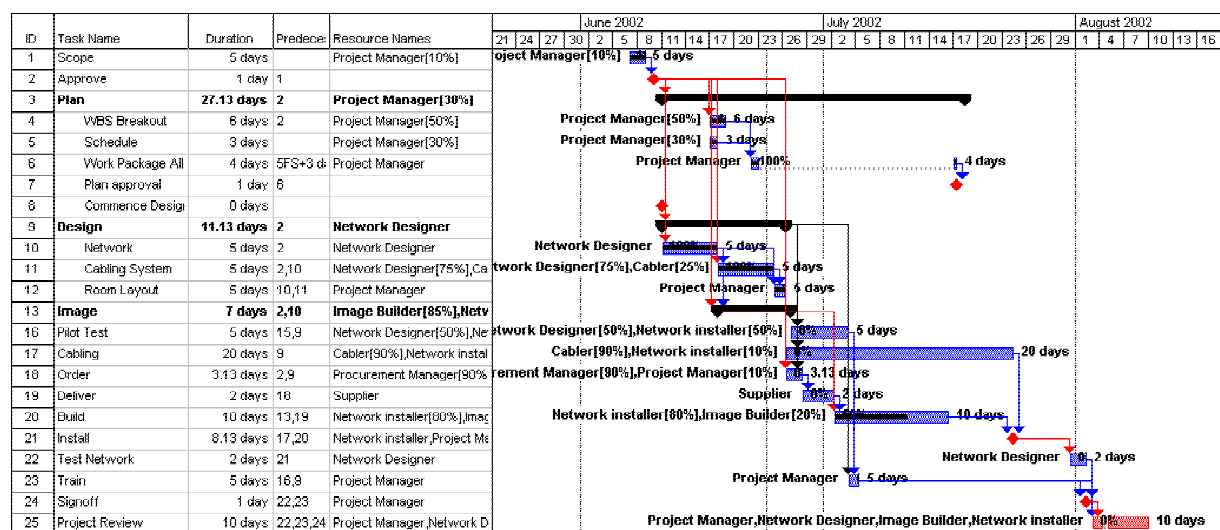 June 2002 July 2002 August 2002
ID Task Name Duration Predece: Resource Names 21 24 27 30 2 5 8 11 14 17 20 23 26 29 2 5 8 11 14 17 20 23 26 29 1 4 7 10 13 16
1 Scope 5 days Project Manager[10%] roject Manager[10%] 5 days
2 Approve 1 day 1
3 Plan 27.13 days 2 Project Manager[30%]
4 WBS Breakout 6 days 2 Project Manager[50%] Project Manager[50%] 6 days
5 Schedule 3 days Project Manager[30%] Project Manager[30%] 3 days
6 Work Package All 4 days 5FS+3 d Project Manager Project Manager 100% 4 days
7 Plan approval 1 day 6
8 Commence Desig 0 days
9 Design 11.13 days 2 Network Designer
10 Network 5 days 2 Network Designer Network Designer 100% 5 days
11 Cabling System 5 days 2,10 Network Designer[75%],Ca twork Designer[75%],Cabler[25%] 100% 5 days
12 Room Layout 5 days 10,11 Project Manager Project Manager 5 days
13 Image 7 days 2,10 Image Builder[85%],Netv
16 Pilot Test 5 days 15,9 Network Designer[50%],Ne twork Designer[50%],Network installer[50%] 0% 5 days
17 Cabling 20 days 9 Cabler[90%],Network instal Cabler[90%],Network installer[10%] 20 days
18 Order 3.13 days 2,9 Procurement Manager[90% rement Manager[90%],Project Manager[10%] 3.13 days
19 Deliver 2 days 18 Supplier Supplier 0% 2 days
20 Build 10 days 13,19 Network installer[80%],Imag Network installer[80%],Image Builder[20%] 10 days
21 Install 8.13 days 17,20 Network installer,Project Ma
22 Test Network 2 days 21 Network Designer Network Designer 2 days
23 Train 5 days 16,9 Project Manager Project Manager 5 days
24 Signoff 1 day 22,23 Project Manager
25 Project Review 10 days 22,23,24 Project Manager,Network D Project Manager,Network Designer,Image Builder,Network installer 0% 10 days